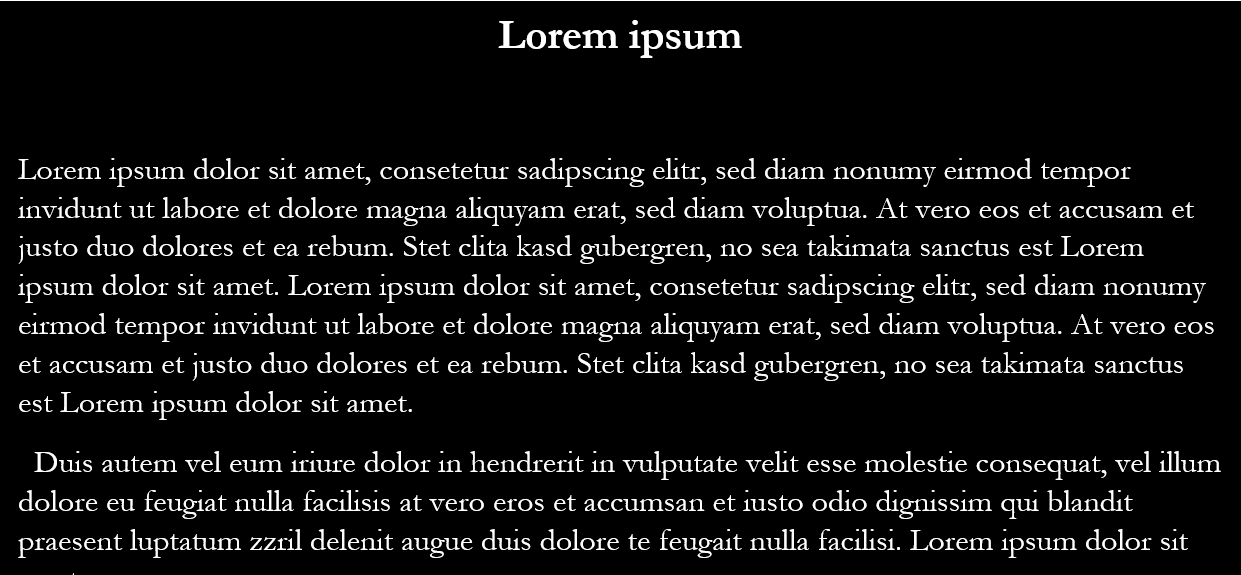 Lorem ipsum
Lorem ipsum dolor sit amet, consetetur sadipscing elitr, sed diam nonumy eirmod tempor
invidunt ut labore et dolore magna aliquyam erat, sed diam voluptua. At vero eos et accusam et
justo duo dolores et ea rebum. Stet clita kasd gubergren, no sea takimata sanctus est Lorem
ipsum dolor sit amet. Lorem ipsum dolor sit amet, consetetur sadipscing elitr, sed diam nonumy
eirmod tempor invidunt ut labore et dolore magna aliquyam erat, sed diam voluptua. At vero eos
et accusam et justo duo dolores et ea rebum. Stet clita kasd gubergren, no sea takimata sanctus
est Lorem ipsum dolor sit amet.
Duis autem vel eum iriure dolor in hendrerit in vulputate velit esse molestie consequat, vel illum
dolore eu feugiat nulla facilisis at vero eros et accumsan et iusto odio dignissim qui blandit
praesent luptatum zzril delenit augue duis dolore te feugait nulla facilisi. Lorem ipsum dolor sit